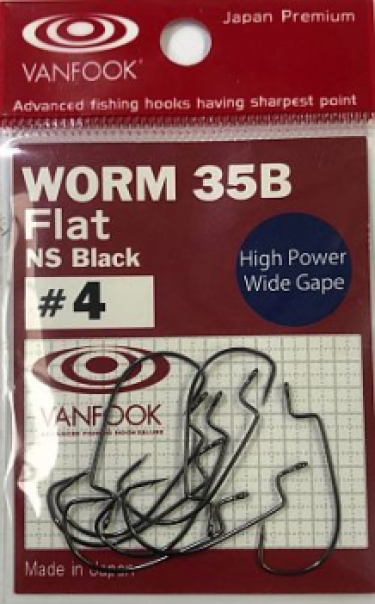 Japan Premium
VANFOOK®
Advanced fishing hooks having sharpest point
WORM 35B
Flat
NS Black
High Power
Wide Gape
#4
VANFOOK
Made in Japan